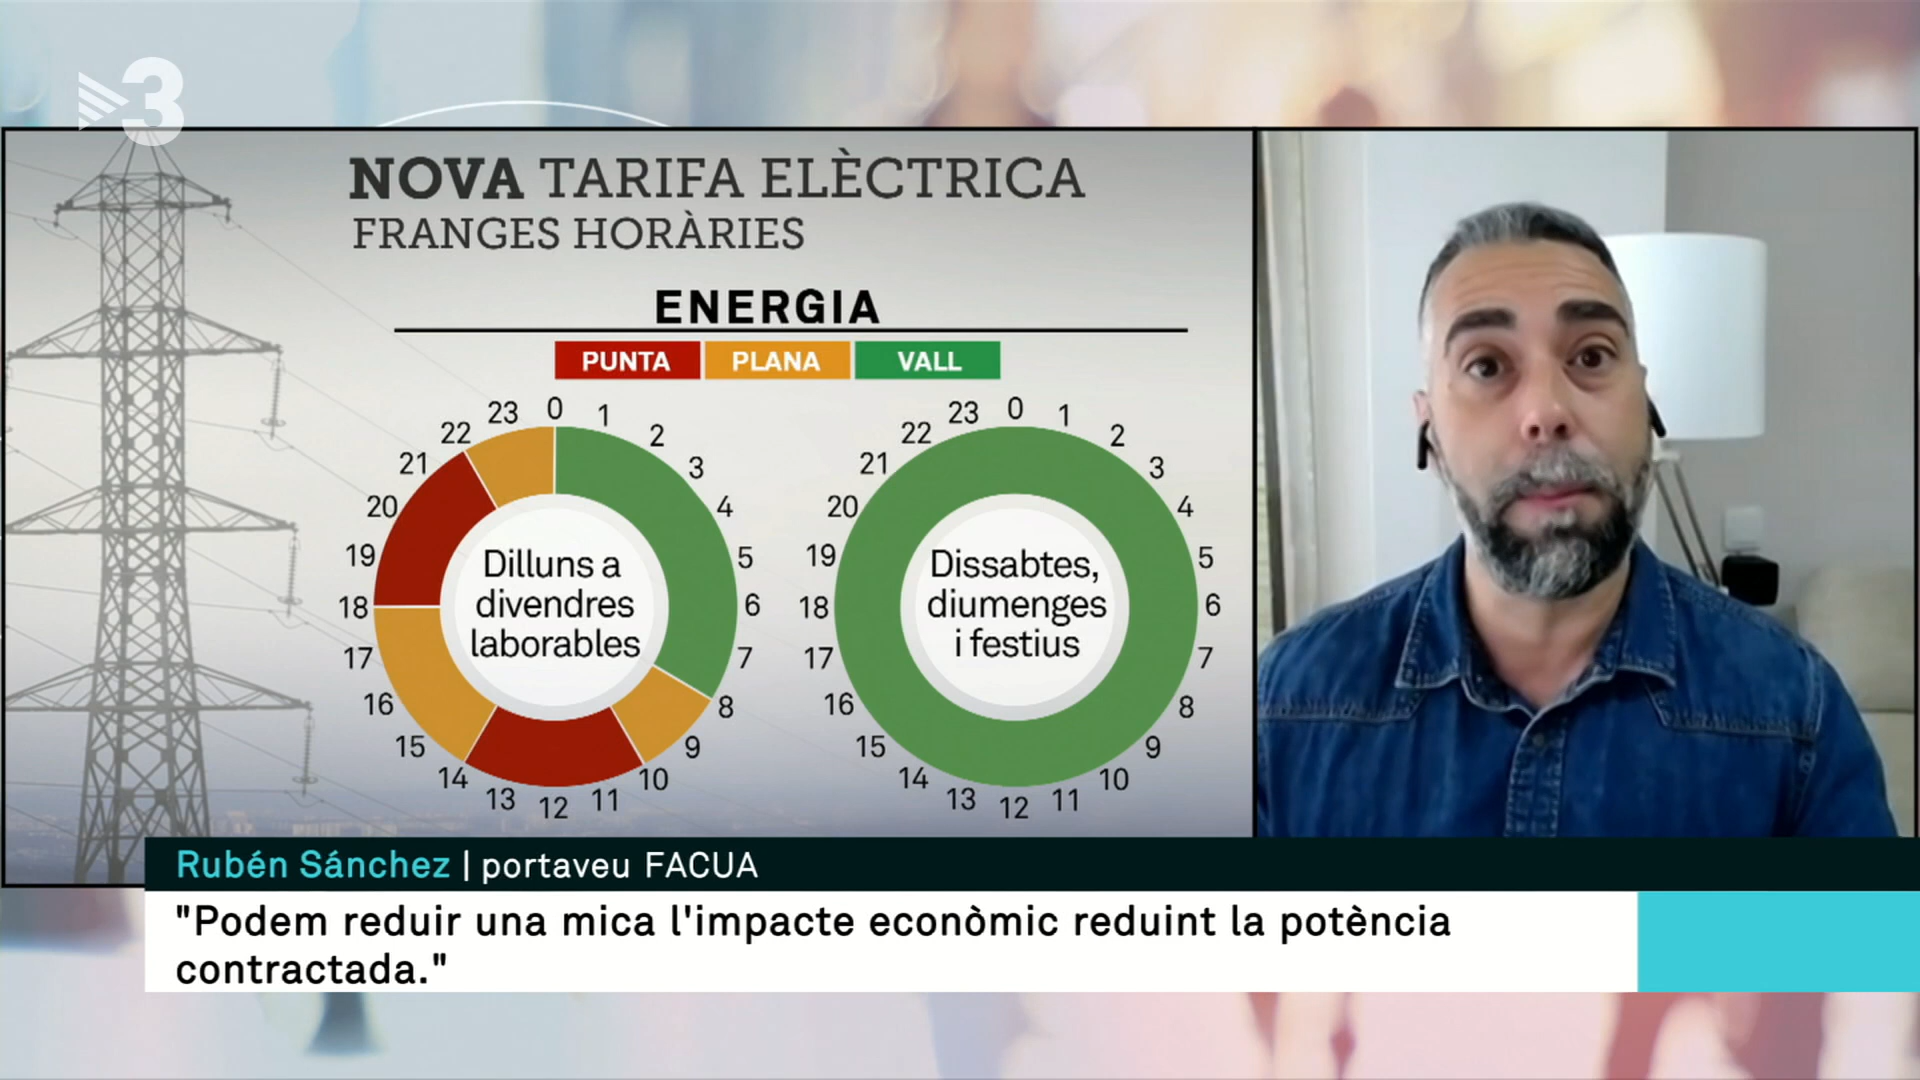 3
NOVA TARIFA ELÈCTRICA
FRANGES HORÀRIES
ENERGIA
PUNTA PLANA VALL
0 1 2 3 4 5 6 7 8 9 10 11 12 13 14 15 16 17 18 19 20 21 22 23
Dilluns a
divendres
laborables
0 1 2 3 4 5 6 7 8 9 10 11 12 13 14 15 16 17 18 19 20 21 22 23
Dissabtes,
diumenges
i festius
Rubén Sánchez | portaveu FACUA
"Podem reduir una mica l'impacte econòmic reduint la potència
contractada."